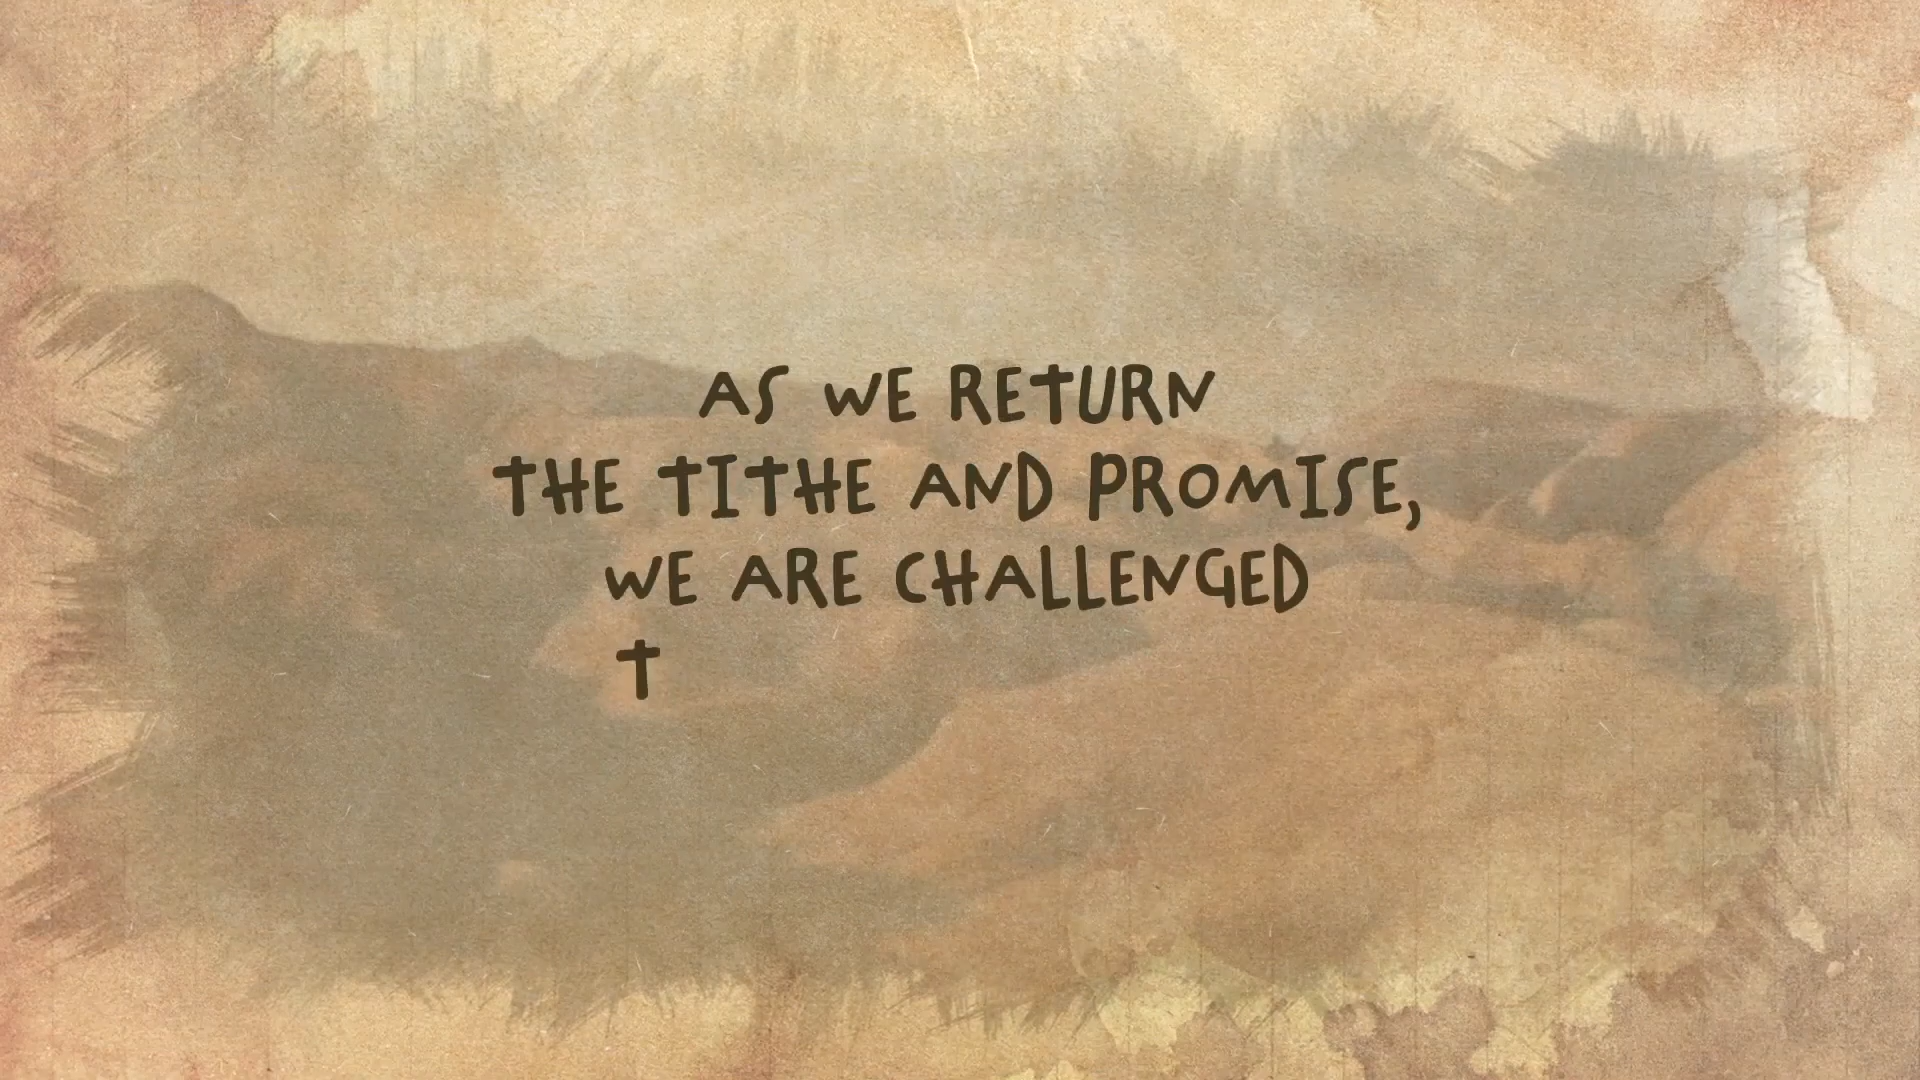 AS WE RETURN
THE TITHE AND PROMISE,
WE ARE CHALLENGED
T